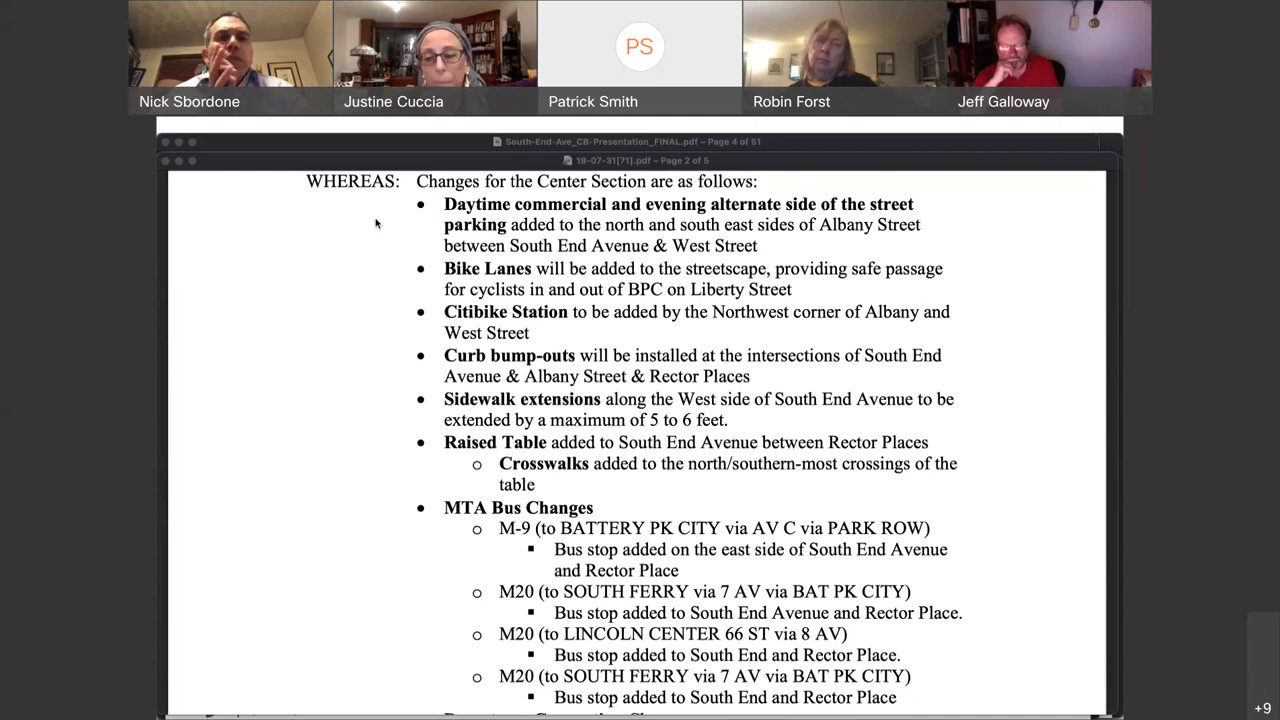 PS
Nick Sbordone
Justine Cuccia
Patrick Smith
Robin Forst
Jeff Galloway
South-End-Ave_CB-Presentation_FINAL.pdf – Page 4 of 51
18-07-31[71].pdf – Page 2 of 5
WHEREAS: Changes for the Center Section are as follows:
• Daytime commercial and evening alternate side of the street
parking added to the north and south east sides of Albany Street
between South End Avenue & West Street
• Bike Lanes will be added to the streetscape, providing safe passage
for cyclists in and out of BPC on Liberty Street
• Citibike Station to be added by the Northwest corner of Albany and
West Street
• Curb bump-outs will be installed at the intersections of South End
Avenue & Albany Street & Rector Places
• Sidewalk extensions along the West side of South End Avenue to be
extended by a maximum of 5 to 6 feet.
• Raised Table added to South End Avenue between Rector Places
o Crosswalks added to the north/southern-most crossings of the
table
• MTA Bus Changes
o M-9 (to BATTERY PK CITY via AV C via PARK ROW)
▪ Bus stop added on the east side of South End Avenue
and Rector Place
o M20 (to SOUTH FERRY via 7 AV via BAT PK CITY)
▪ Bus stop added to South End Avenue and Rector Place.
o M20 (to LINCOLN CENTER 66 ST via 8 AV)
▪ Bus stop added to South End and Rector Place.
o M20 (to SOUTH FERRY via 7 AV via BAT PK CITY)
▪ Bus stop added to South End and Rector Place
+9